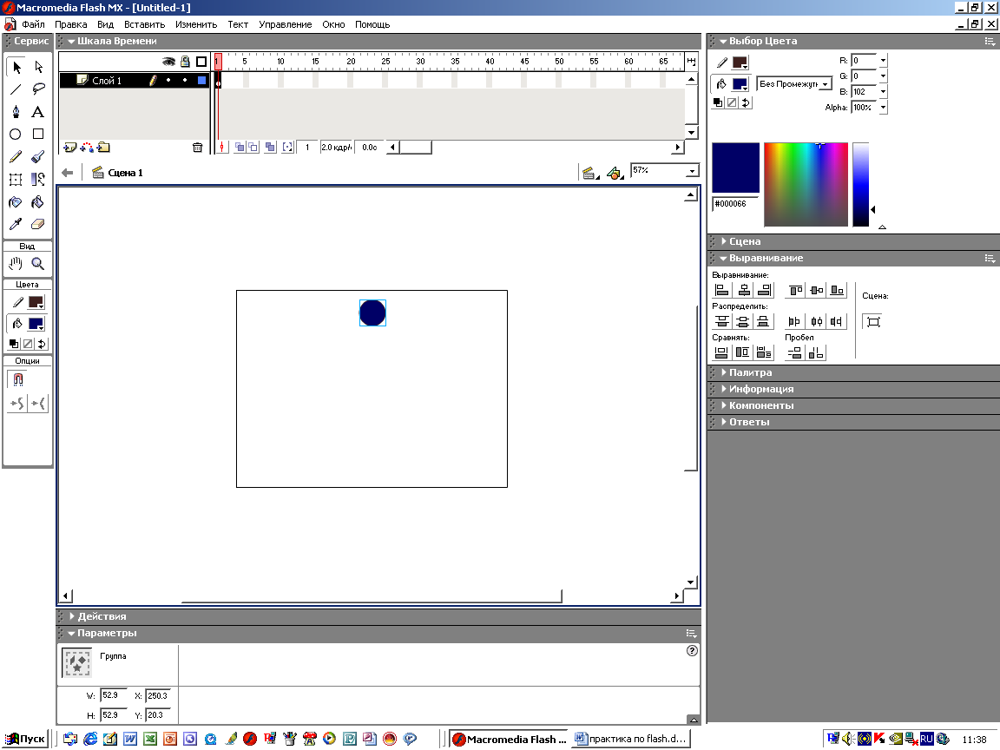 Macromedia Flash MX - [Untitled-1]
Файл Правка Вид Вставить Изменить Тект Управление Окно Помощь
Сервис
Шкала Времени
1 5 10 15 20 25 30 35 40 45 50 55 60 65
Слой 1
1 2.0 кдр/ 0.0с
Сцена 1
57%
Вид
Цвета
Опции
Выбор Цвета
R: 0
G: 0
Без Промежутк
B: 102
Alpha: 100%
#000066
Сцена
Выравнивание
Выравнивание:
Сцена:
Распределить:
Сравнять:
Пробел
Палитра
Информация
Компоненты
Ответы
Действия
Параметры
Группа
W: 52.9 X: 250.3
H: 52.9 Y: 20.3
Пуск
Macromedia Flash ...
практика по flash.d...
RU
11:38